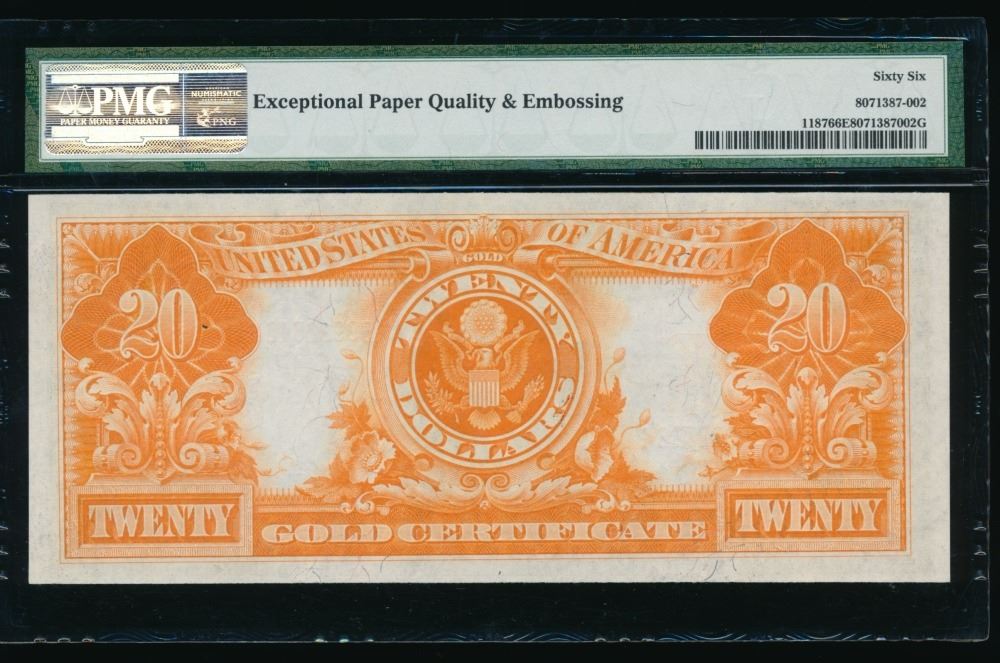 PMG
PAPER MONEY GUARANTY
NUMISMATIC
PNG
Exceptional Paper Quality & Embossing
Sixty Six
8071387-002
118766E8071387002G
UNITED STATES OF AMERICA
GOLD
TWENTY
DOLLARS
20
20
TWENTY
GOLD CERTIFICATE
TWENTY